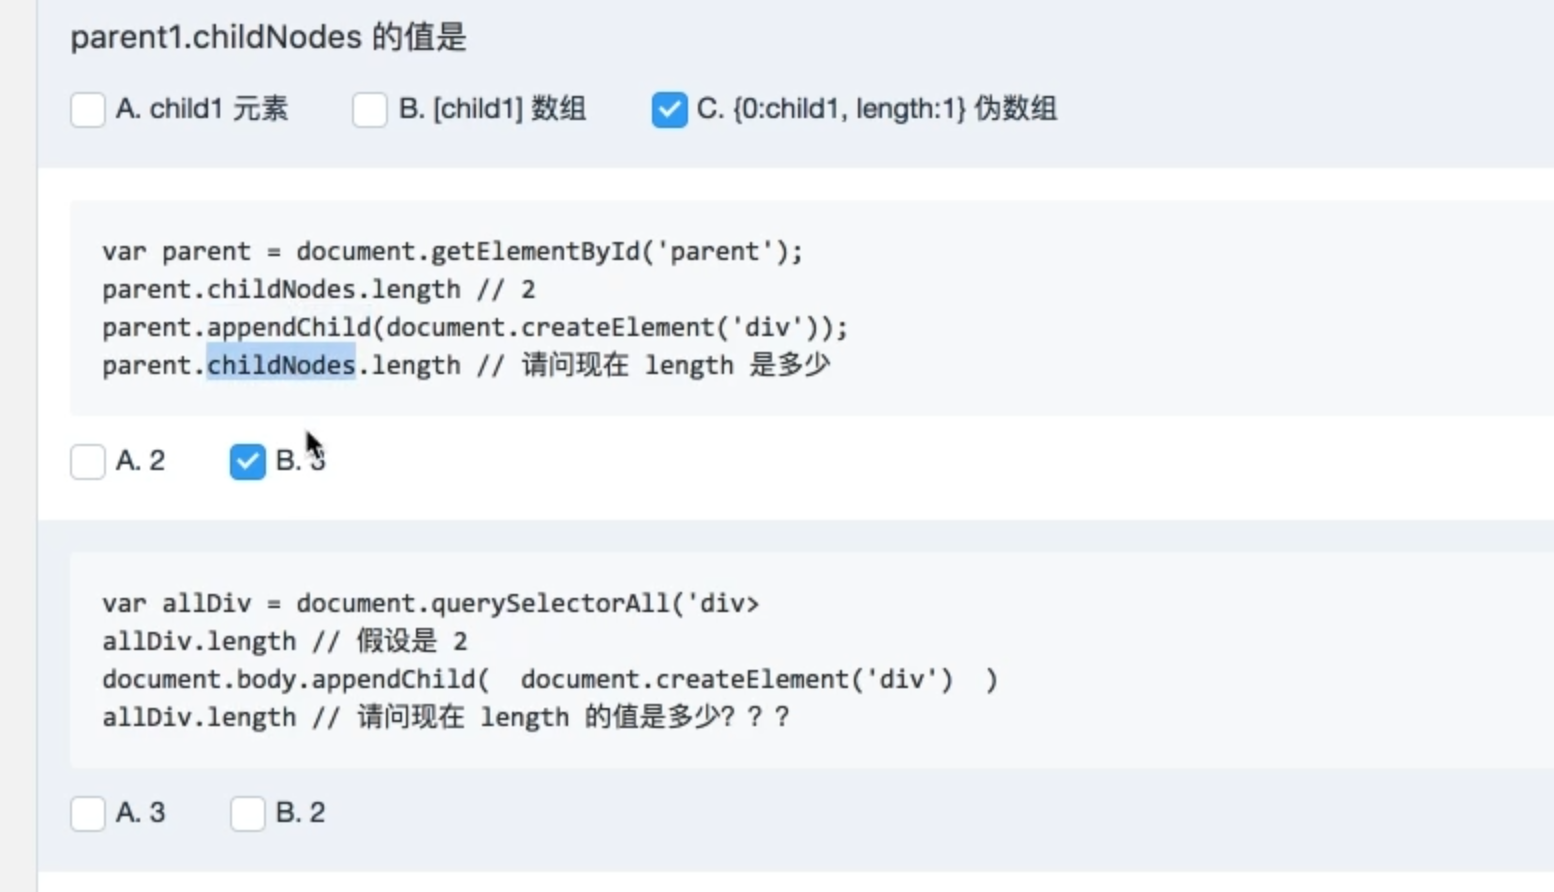 parent1.childNodes 的值是
A. child1 元素 B. [child1] 数组 C. {0:child1, length:1} 伪数组
var parent = document.getElementById('parent');
parent.childNodes.length // 2
parent.appendChild(document.createElement('div'));
parent.childNodes.length // 请问现在 length 是多少
A. 2 B. 3
var allDiv = document.querySelectorAll('div>
allDiv.length // 假设是 2
document.body.appendChild(  document.createElement('div')  )
allDiv.length // 请问现在 length 的值是多少？？？
A. 3 B. 2